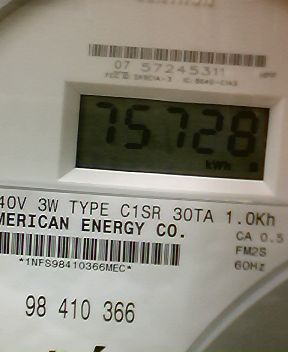 07 57245311
75728
kWh
40V 3W TYPE C1SR 30TA 1.0Kh
MERICAN ENERGY CO.
CA 0.5
FM2S
60Hz
*1NFS98410366MEC*
98 410 366